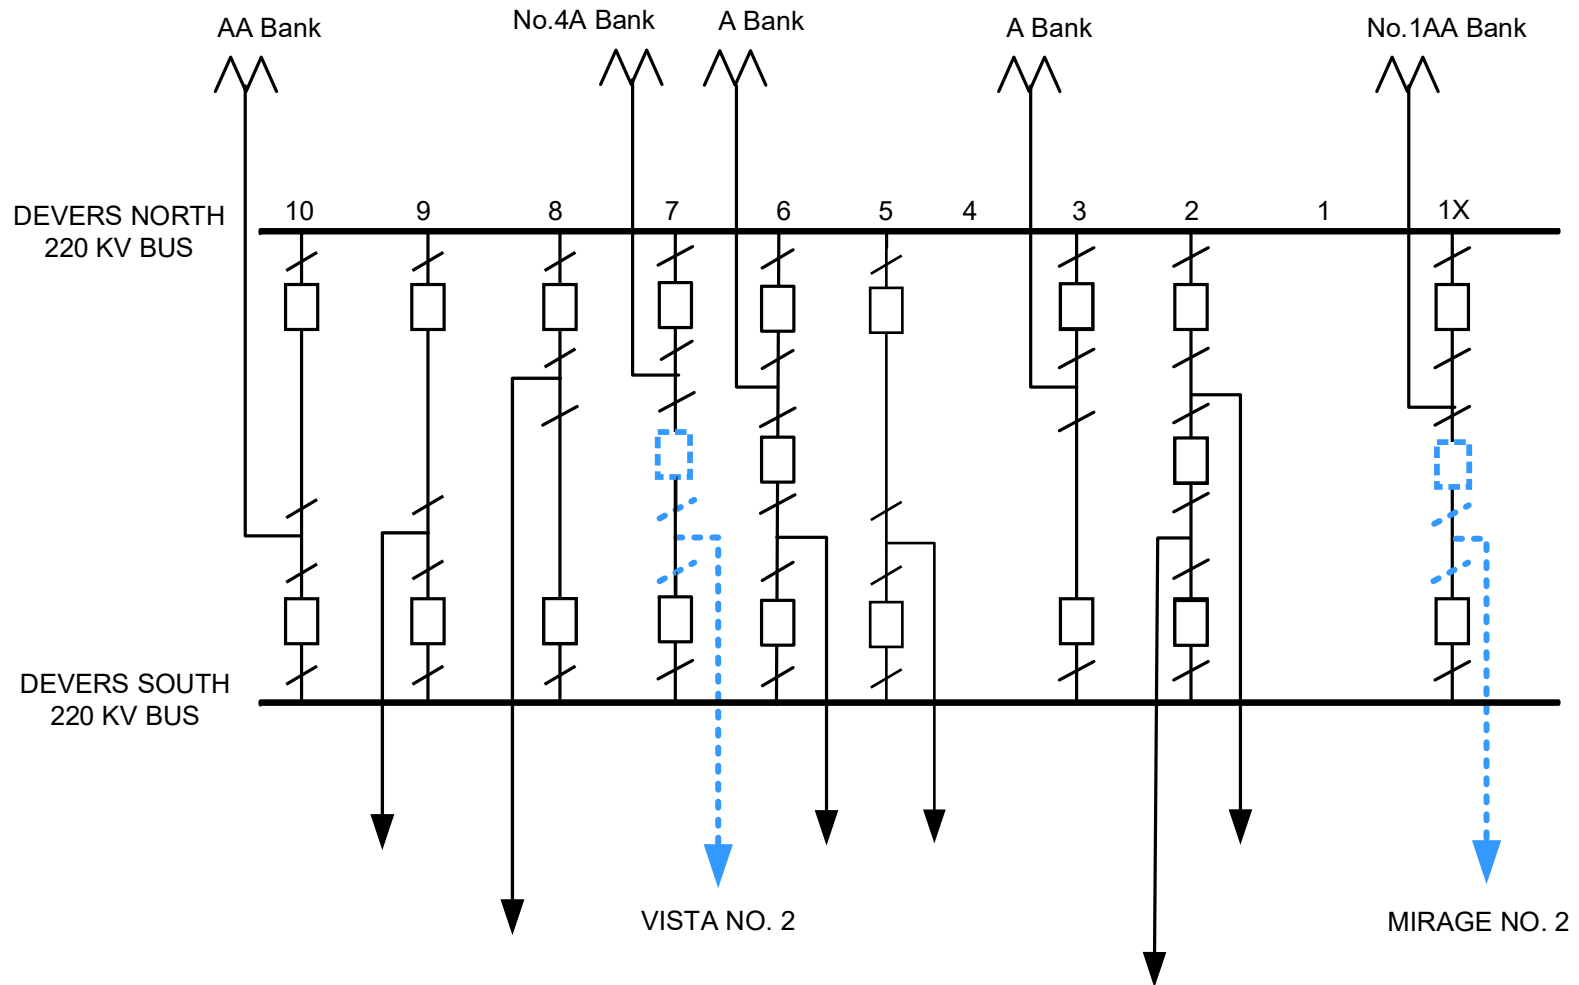 AA Bank
No.4A Bank
A Bank
A Bank
No.1AA Bank
DEVERS NORTH
220 KV BUS
10
9
8
7
6
5
4
3
2
1
1X
DEVERS SOUTH
220 KV BUS
VISTA NO. 2
MIRAGE NO. 2